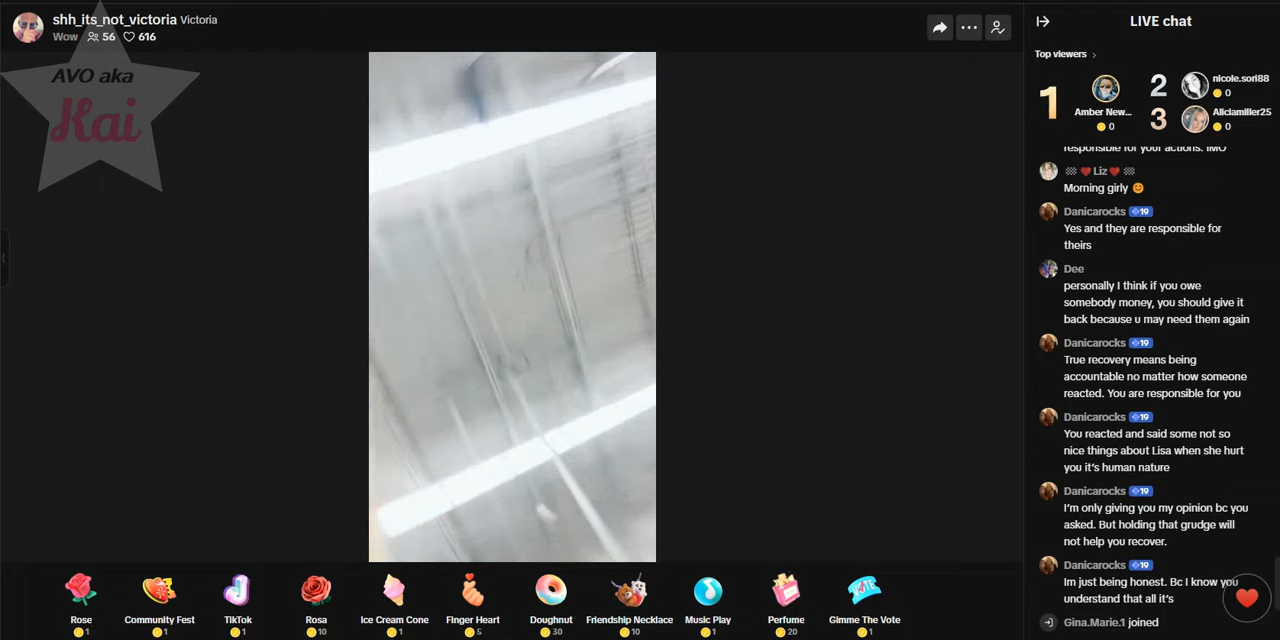 shh_its_not_victoria Victoria
Wow 56 616
AVO aka
Kai
LIVE chat
Top viewers
1
Amber New...
0
2
nicole.sorl88
0
3
Aliciamiller25
0
responsible for your actions. IMO
Liz
Morning girly
Danicarocks 19
Yes and they are responsible for
theirs
Dee
personally I think if you owe
somebody money, you should give it
back because u may need them again
Danicarocks 19
True recovery means being
accountable no matter how someone
reacted. You are responsible for you
Danicarocks 19
You reacted and said some not so
nice things about Lisa when she hurt
you it's human nature
Danicarocks 19
I'm only giving you my opinion bc you
asked. But holding that grudge will
not help you recover.
Danicarocks 19
Im just being honest. Bc I know you
understand that all it's
Gina.Marie.1 joined
VOTE
Rose Community Fest TikTok Rosa Ice Cream Cone Finger Heart Doughnut Friendship Necklace Music Play Perfume Gimme The Vote
1 1 1 10 1 5 30 10 1 20 1